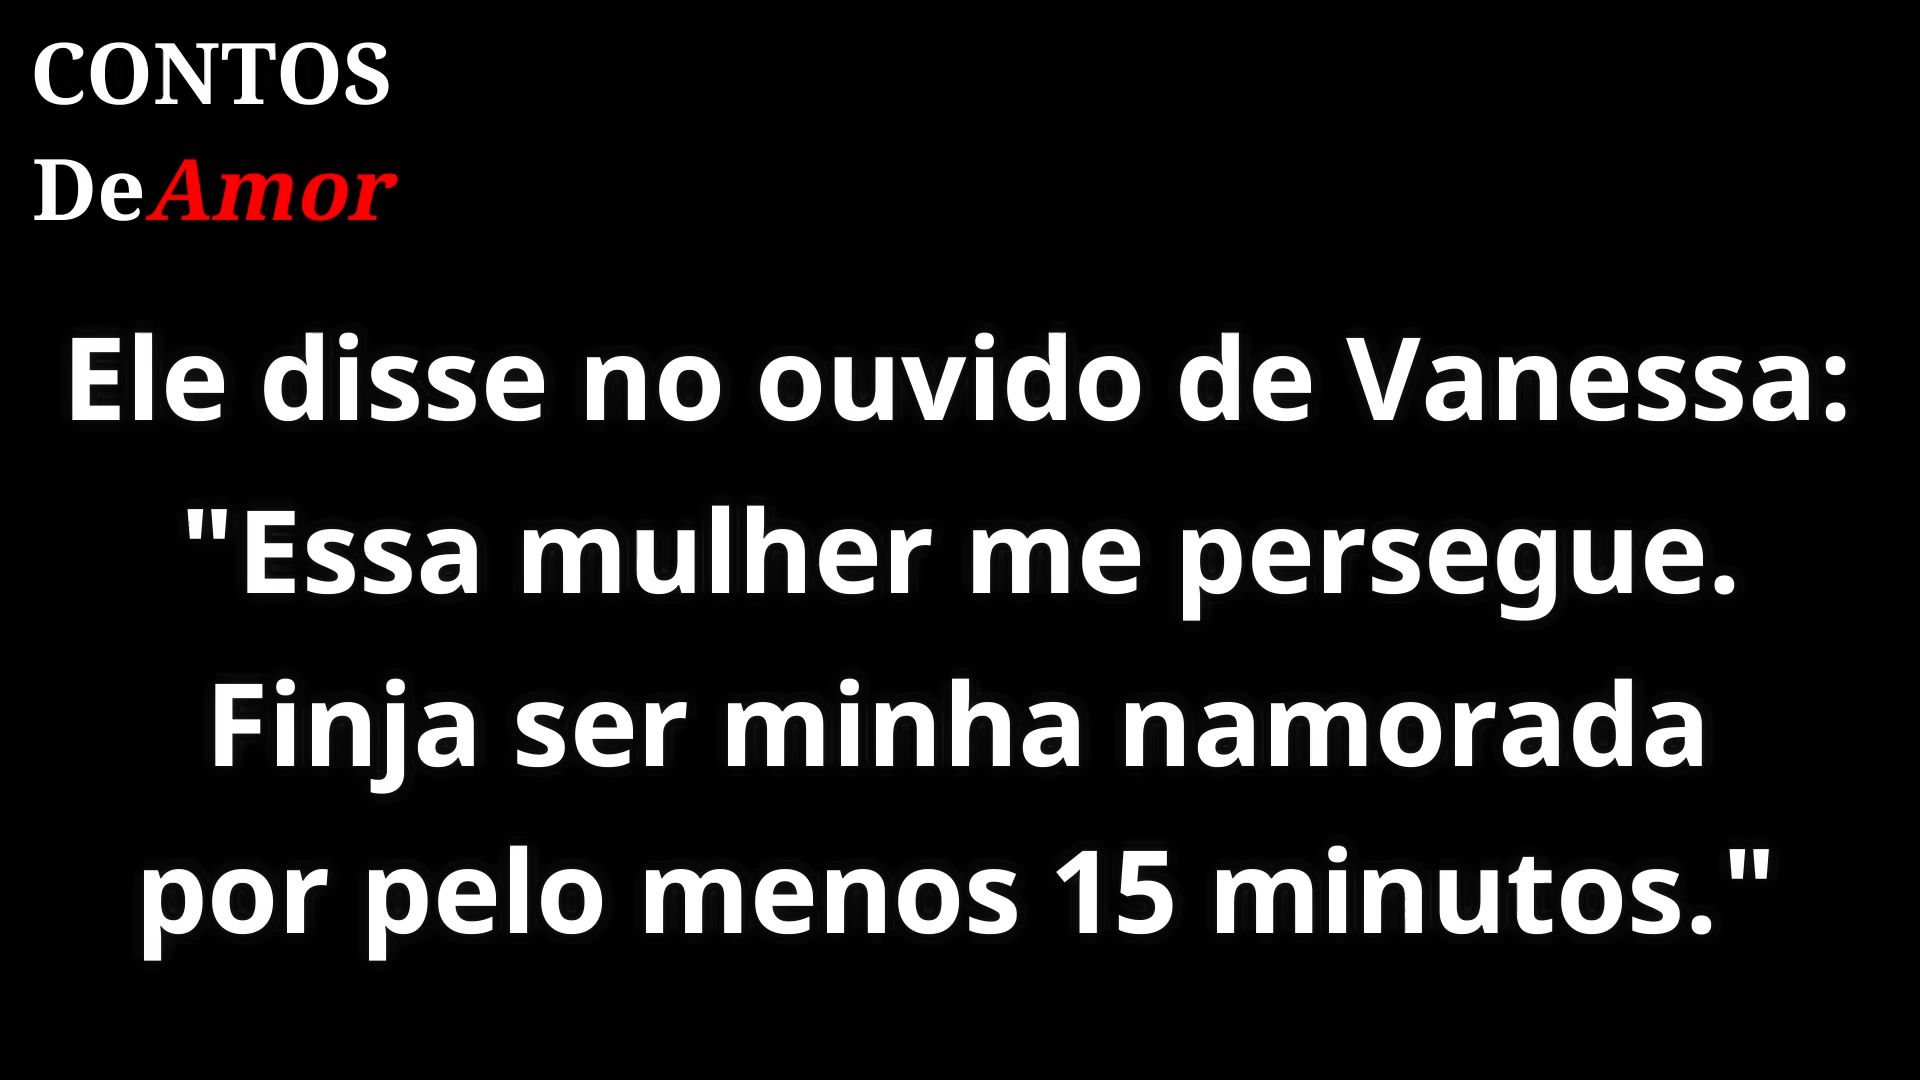 CONTOS
DeAmor
Ele disse no ouvido de Vanessa:
"Essa mulher me persegue.
Finja ser minha namorada
por pelo menos 15 minutos."